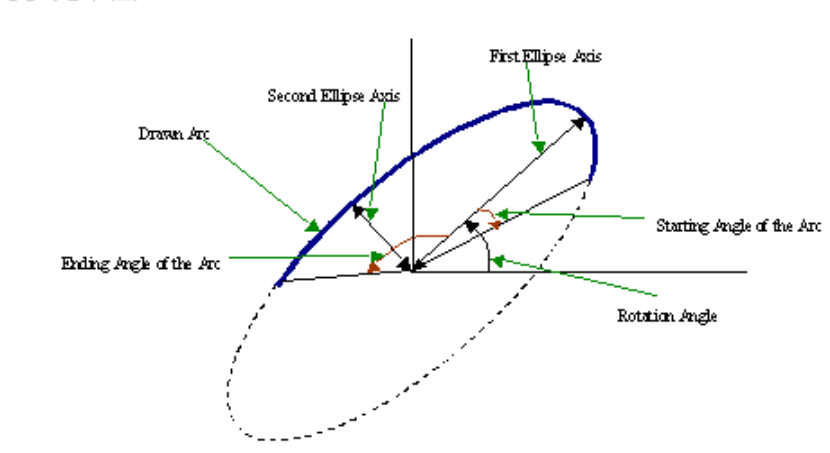 First Ellipse Axis
Second Ellipse Axis
Drawn Arc
Starting Angle of the Arc
Ending Angle of the Arc
Rotation Angle